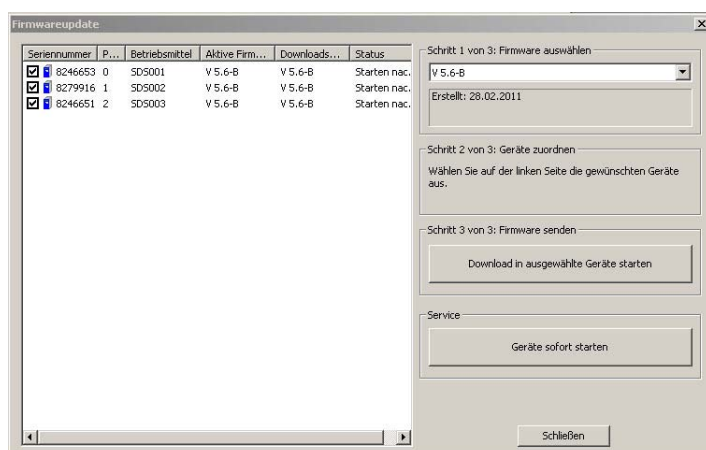 Firmwareupdate
Seriennummer P... Betriebsmittel Aktive Firm... Downloads... Status
8246653 0 SDS001 V 5.6-B V 5.6-B Starten nac.
8279916 1 SDS002 V 5.6-B V 5.6-B Starten nac.
8246651 2 SDS003 V 5.6-B V 5.6-B Starten nac.
Schritt 1 von 3: Firmware auswählen
V 5.6-B
Erstellt: 28.02.2011
Schritt 2 von 3: Geräte zuordnen
Wählen Sie auf der linken Seite die gewünschten Geräte
aus.
Schritt 3 von 3: Firmware senden
Download in ausgewählte Geräte starten
Service
Geräte sofort starten
Schließen